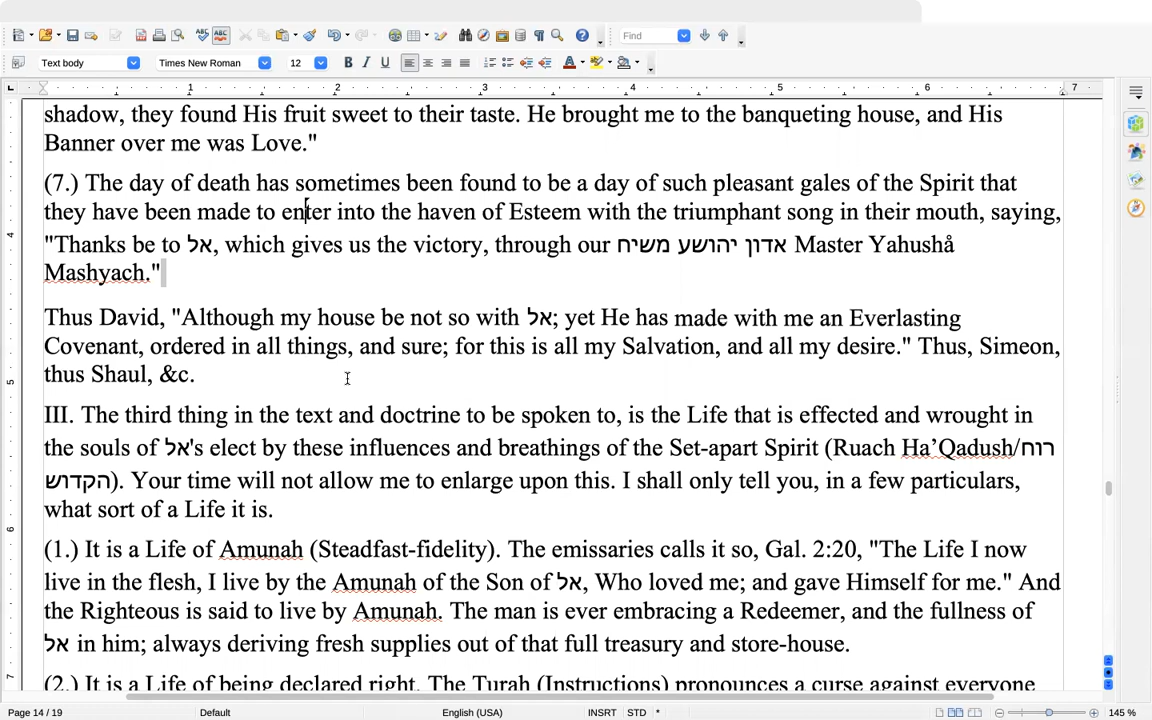 Find
Text body
Times New Roman
12
1
2
3
4
5
6
7
shadow, they found His fruit sweet to their taste. He brought me to the banqueting house, and His
Banner over me was Love."
(7.) The day of death has sometimes been found to be a day of such pleasant gales of the Spirit that
they have been made to enter into the haven of Esteem with the triumphant song in their mouth, saying,
"Thanks be to אל, which gives us the victory, through our אדון יהושע משיח Master Yahushå
Mashyach."
Thus David, "Although my house be not so with אל; yet He has made with me an Everlasting
Covenant, ordered in all things, and sure; for this is all my Salvation, and all my desire." Thus, Simeon,
thus Shaul, &c.
III. The third thing in the text and doctrine to be spoken to, is the Life that is effected and wrought in
the souls of אל's elect by these influences and breathings of the Set-apart Spirit (Ruach Ha’Qadush/רוח
הקדוש). Your time will not allow me to enlarge upon this. I shall only tell you, in a few particulars,
what sort of a Life it is.
(1.) It is a Life of Amunah (Steadfast-fidelity). The emissaries calls it so, Gal. 2:20, "The Life I now
live in the flesh, I live by the Amunah of the Son of אל, Who loved me; and gave Himself for me." And
the Righteous is said to live by Amunah. The man is ever embracing a Redeemer, and the fullness of
אל in him; always deriving fresh supplies out of that full treasury and store-house.
(2.) It is a Life of being declared right. The Turah (Instructions) pronounces a curse against everyone
4
5
6
7
Page 14 / 19
Default
English (USA)
INSRT
STD
*
145 %